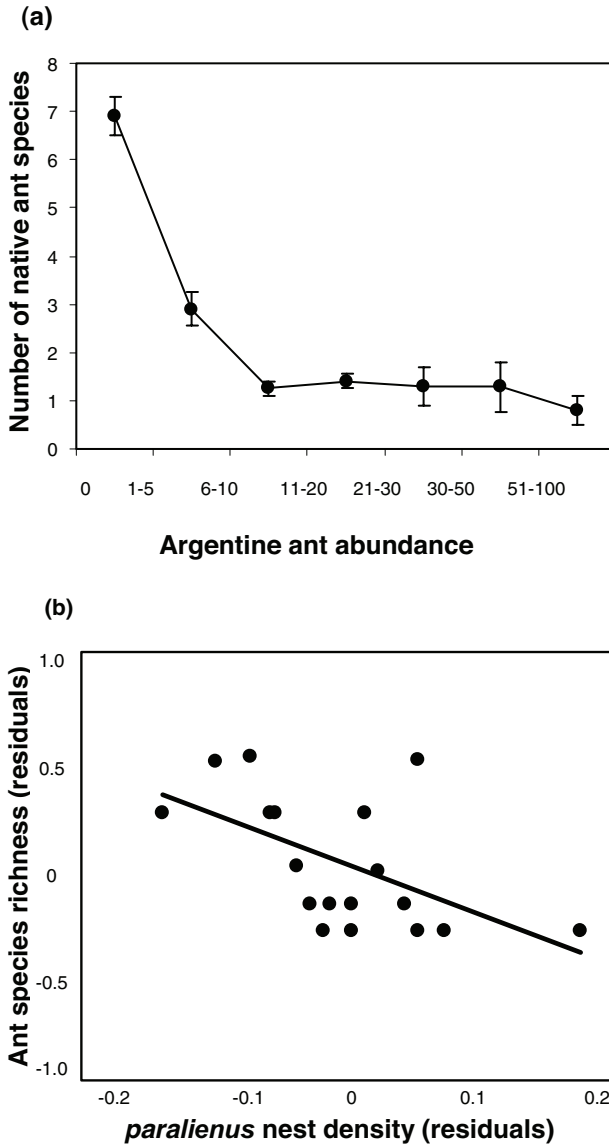 (a)
Number of native ant species
8
7
6
5
4
3
2
1
0
0 1-5 6-10 11-20 21-30 30-50 51-100
Argentine ant abundance
(b)
Ant species richness (residuals)
1.0
0.5
0
-0.5
-1.0
-0.2 -0.1 0 0.1 0.2
paralienus nest density (residuals)